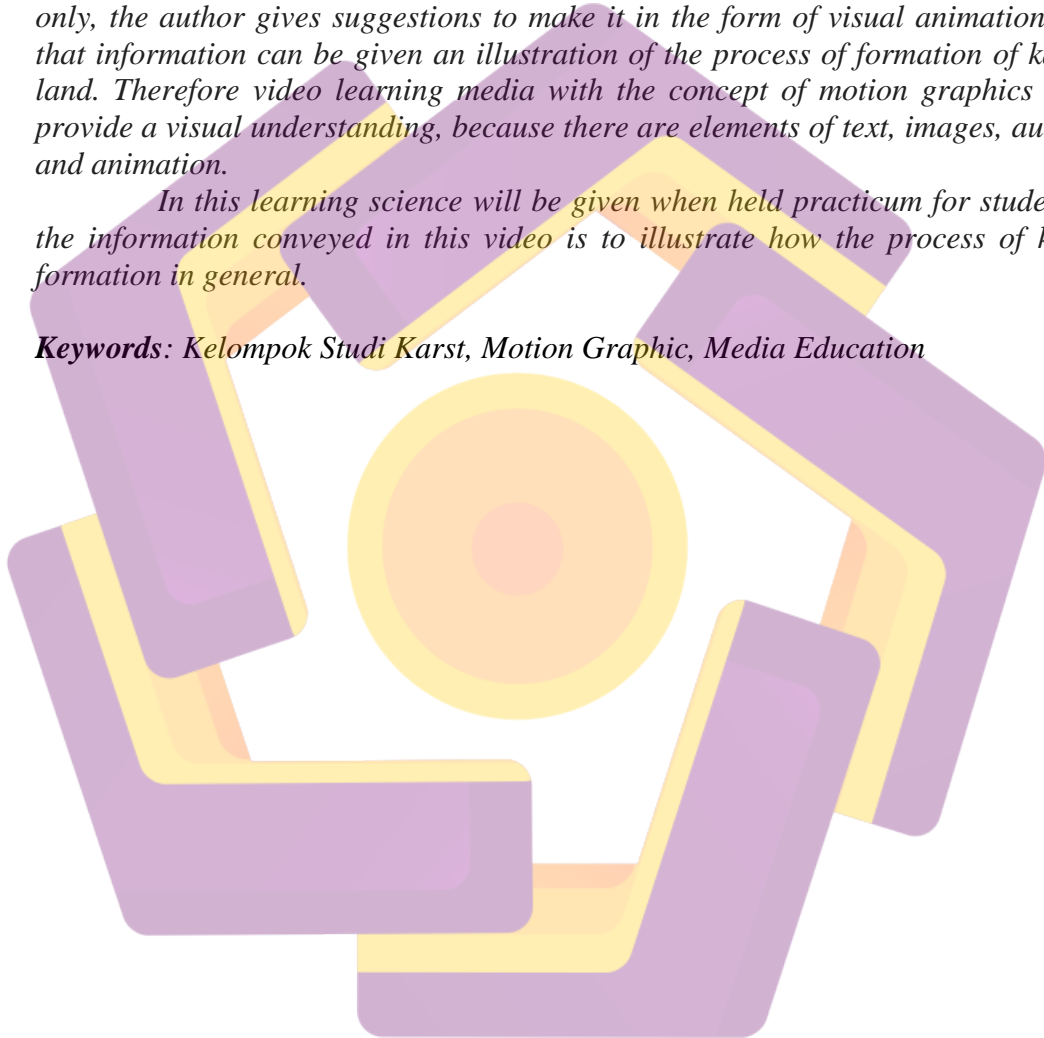 only, the author gives suggestions to make it in the form of visual animation
that information can be given an illustration of the process of formation of
land. Therefore video learning media with the concept of motion graphics
provide a visual understanding, because there are elements of text, images,
and animation.
In this learning science will be given when held practicum for
the information conveyed in this video is to illustrate how the process of
formation in general.
Keywords: Kelompok Studi Karst, Motion Graphic, Media Education